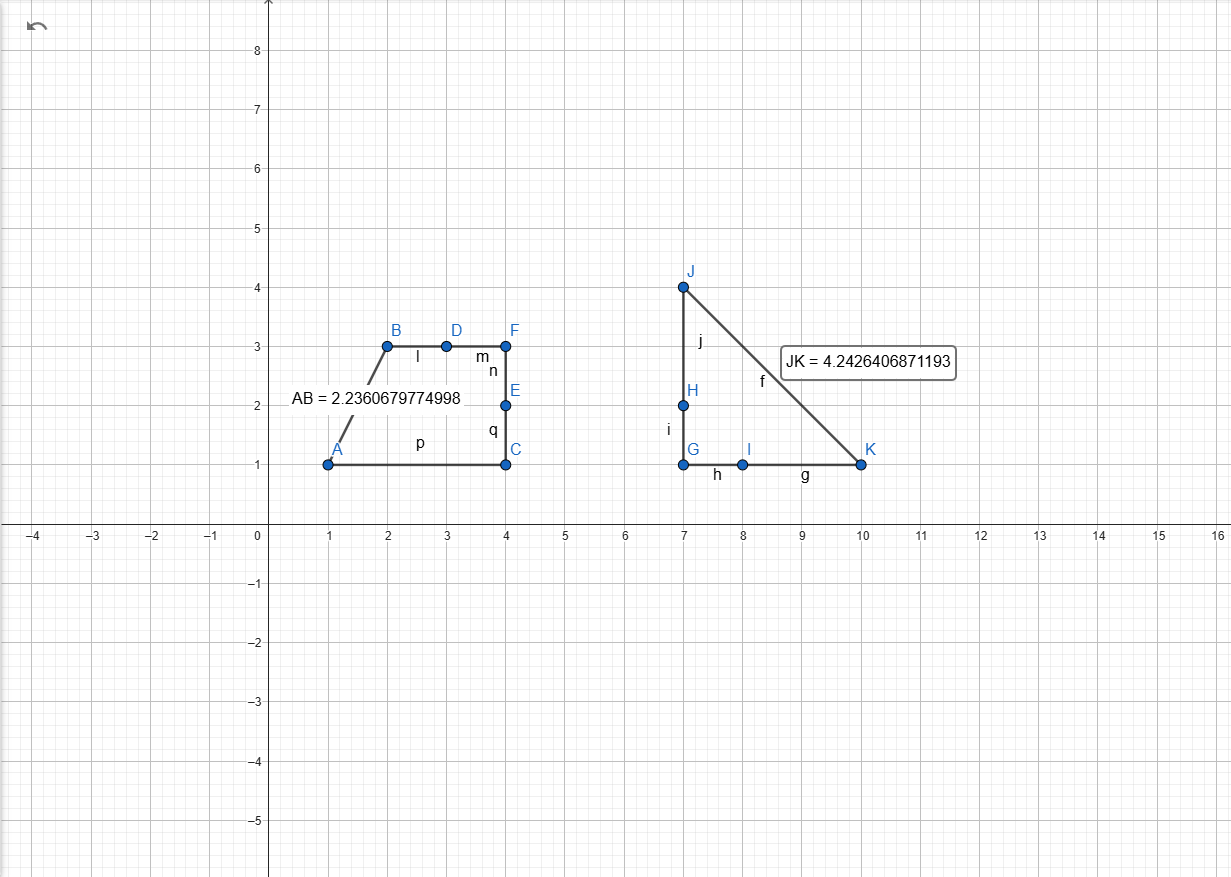 8
7
6
5
J
4
j
B D F
3
l m
n
JK = 4.2426406871193
f
H
E
AB = 2.2360679774998
2
i
q
p
A C G I K
1
h g
–4 –3 –2 –1 0 1 2 3 4 5 6 7 8 9 10 11 12 13 14 15 16
–1
–2
–3
–4
–5